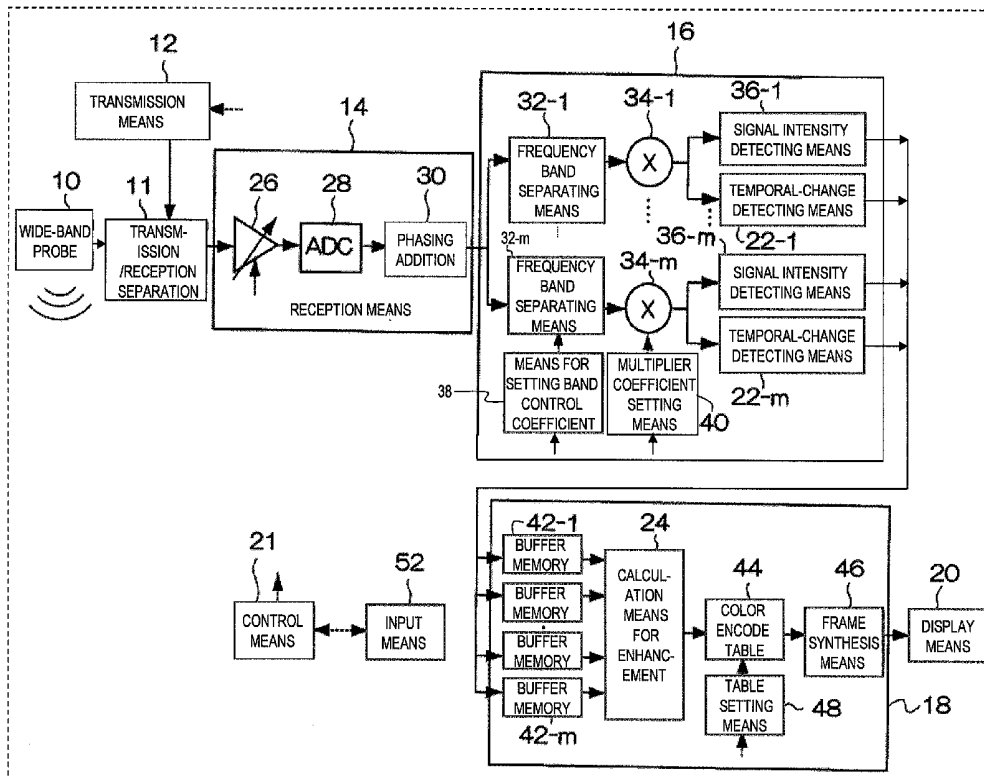 12
TRANSMISSION
MEANS
14
10
WIDE-BAND
PROBE
11
TRANSM-
ISSION
/RECEPTION
SEPARATION
26
28
ADC
30
PHASING
ADDITION
RECEPTION MEANS
16
32-1
FREQUENCY
BAND
SEPARATING
MEANS
34-1
X
36-1
SIGNAL INTENSITY
DETECTING MEANS
TEMPORAL-CHANGE
DETECTING MEANS
22-1
32-m
FREQUENCY
BAND
SEPARATING
MEANS
34-m
X
36-m
SIGNAL INTENSITY
DETECTING MEANS
TEMPORAL-CHANGE
DETECTING MEANS
22-m
38
MEANS FOR
SETTING BAND
CONTROL
COEFFICIENT
MULTIPLIER
COEFFICIENT
SETTING
MEANS
40
21
CONTROL
MEANS
52
INPUT
MEANS
42-1
BUFFER
MEMORY
BUFFER
MEMORY
BUFFER
MEMORY
BUFFER
MEMORY
42-m
24
CALCUL-
ATION
MEANS
FOR
ENHANC-
EMENT
44
COLOR
ENCODE
TABLE
46
FRAME
SYNTHESIS
MEANS
20
DISPLAY
MEANS
TABLE
SETTING
MEANS
48
18